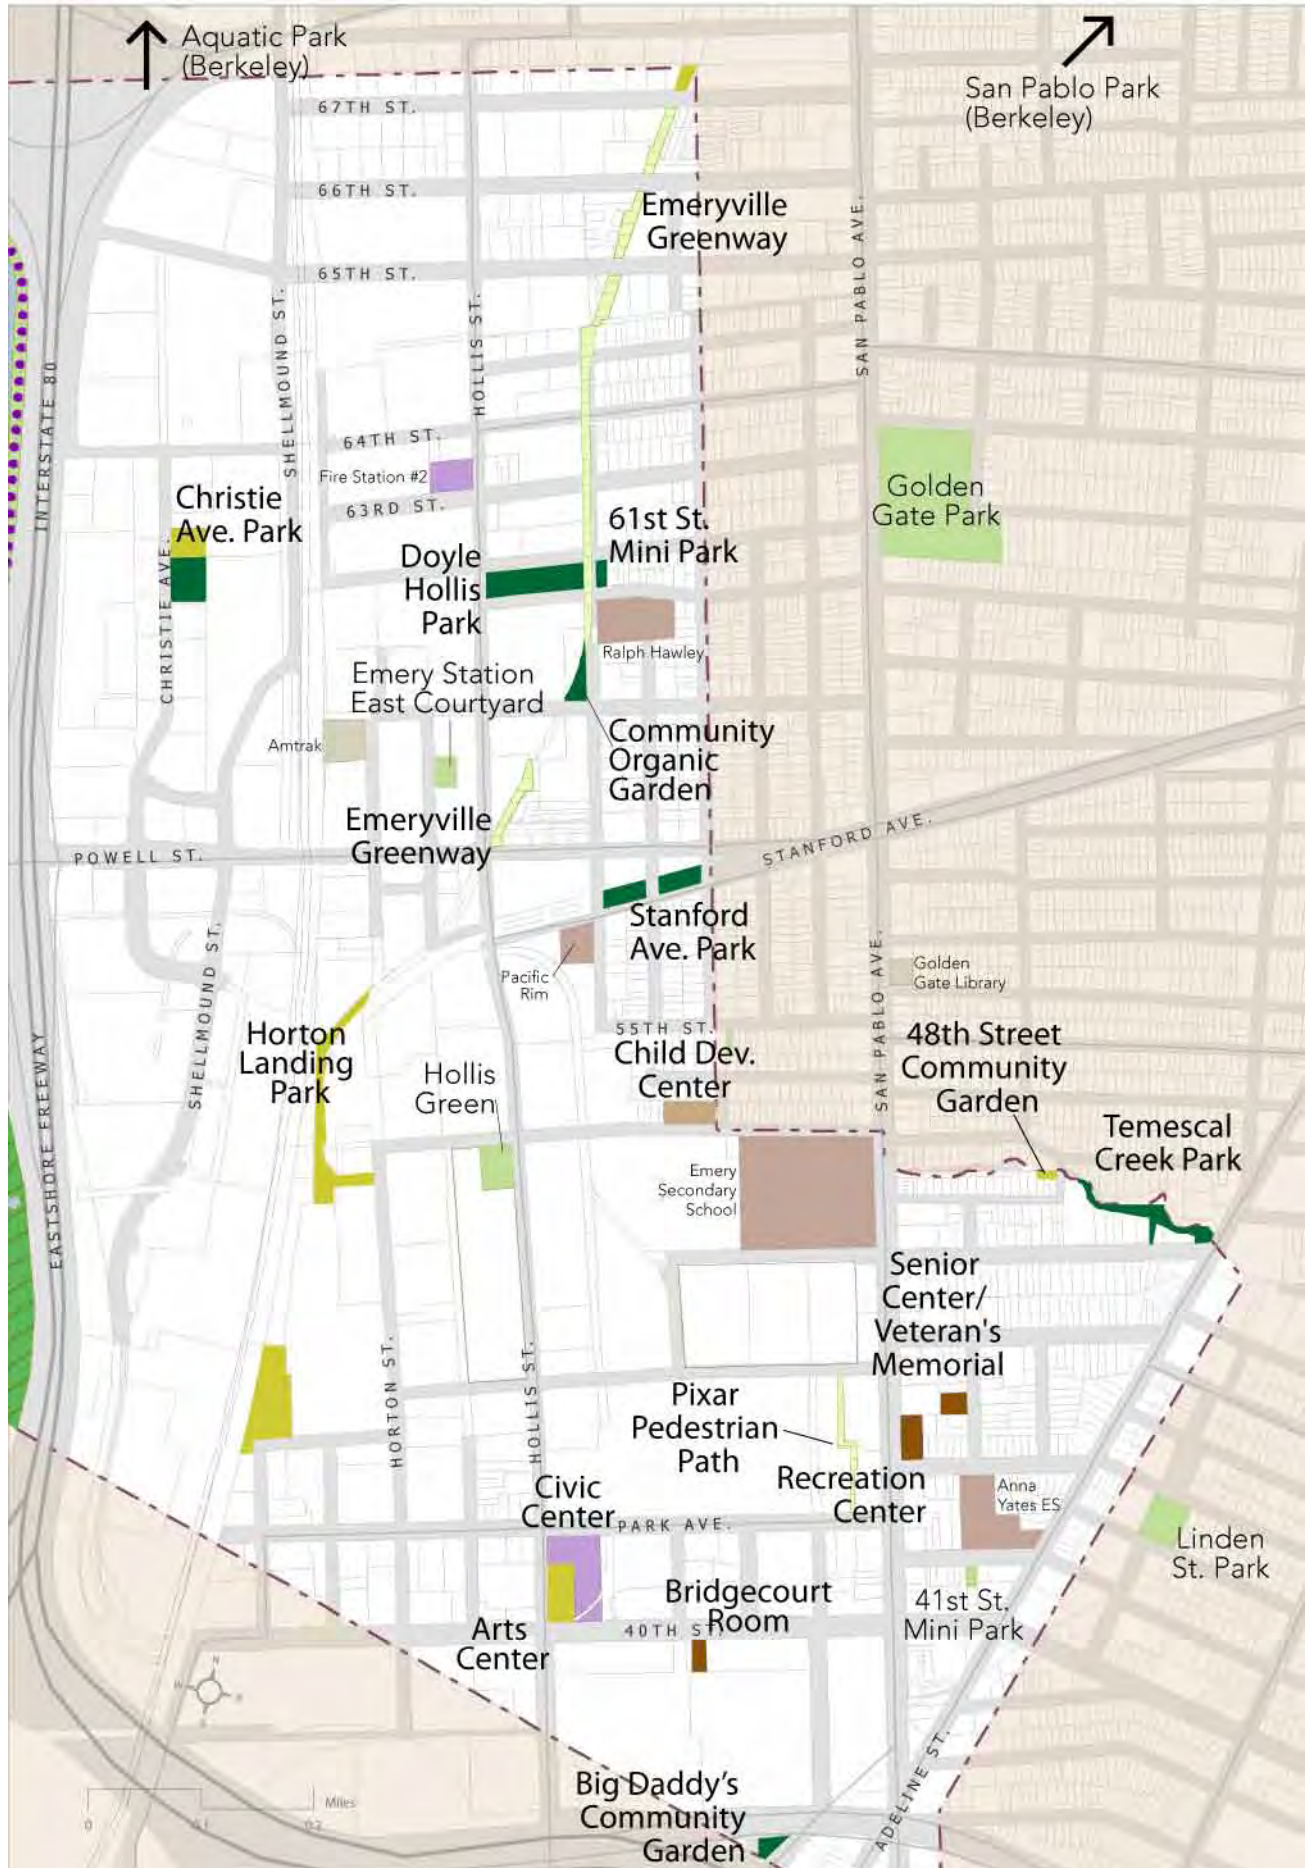 Aquatic Park
(Berkeley)
San Pablo Park
(Berkeley)
67TH ST.
66TH ST.
Emeryville
Greenway
SAN PABLO AVE.
65TH ST.
SHELLMOUND ST.
HOLLIS ST.
INTERSTATE 80
64TH ST.
Fire Station #2
63RD ST.
Christie
Ave. Park
CHRISTIE AVE.
Golden
Gate Park
61st St.
Mini Park
Doyle
Hollis
Park
Ralph Hawley
Emery Station
East Courtyard
Amtrak
Community
Organic
Garden
Emeryville
Greenway
POWELL ST.
STANFORD AVE.
Stanford
Ave. Park
Pacific
Rim
SHELLMOUND ST.
SAN PABLO AVE.
Golden
Gate Library
55TH ST.
Horton
Landing
Park
Child Dev.
Center
48th Street
Community
Garden
Hollis
Green
EASTSHORE FREEWAY
Temescal
Creek Park
Emery
Secondary
School
Senior
Center/
Veteran's
Memorial
HORTON ST.
HOLLIS ST.
Pixar
Pedestrian
Path
Recreation
Center
Civic
Center
PARK AVE.
Anna
Yates ES
Linden
St. Park
Bridgecourt
Room
40TH ST.
41st St.
Mini Park
Arts
Center
N
W
E
S
0
0.1
0.2
Miles
Big Daddy's
Community
Garden
ADELINE ST.